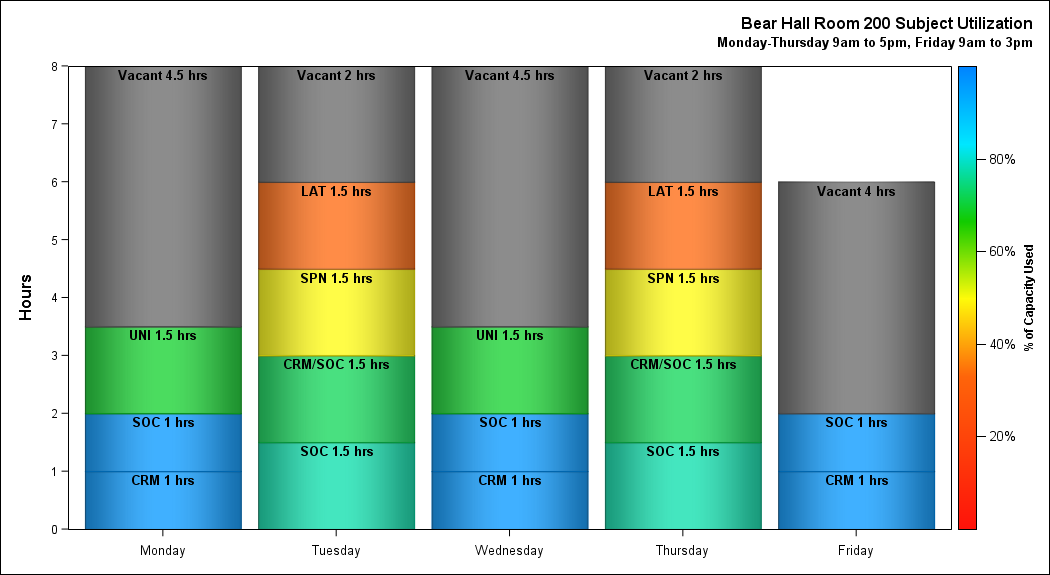 Bear Hall Room 200 Subject Utilization
Monday-Thursday 9am to 5pm, Friday 9am to 3pm
Hours
8
7
6
5
4
3
2
1
0
Vacant 4.5 hrs
UNI 1.5 hrs
SOC 1 hrs
CRM 1 hrs
Vacant 2 hrs
LAT 1.5 hrs
SPN 1.5 hrs
CRM/SOC 1.5 hrs
SOC 1.5 hrs
Vacant 4.5 hrs
UNI 1.5 hrs
SOC 1 hrs
CRM 1 hrs
Vacant 2 hrs
LAT 1.5 hrs
SPN 1.5 hrs
CRM/SOC 1.5 hrs
SOC 1.5 hrs
Vacant 4 hrs
SOC 1 hrs
CRM 1 hrs
Monday
Tuesday
Wednesday
Thursday
Friday
80%
60%
40%
20%
% of Capacity Used